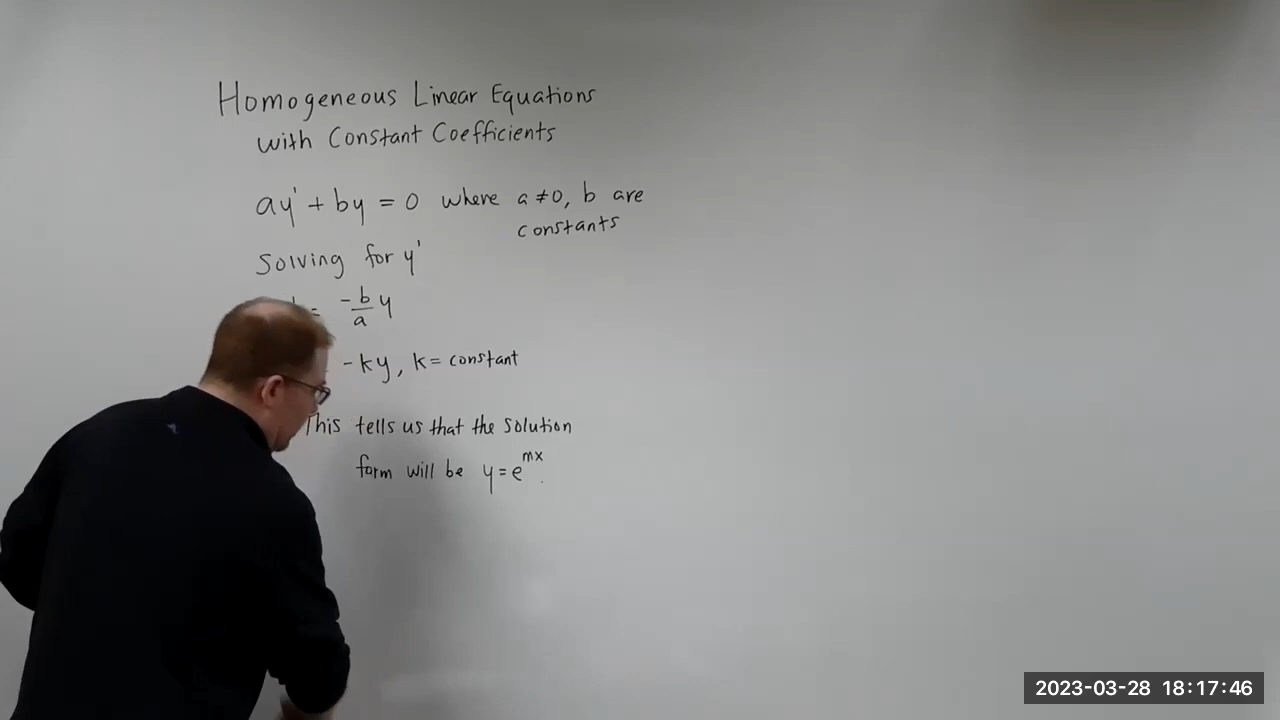 Homogeneous Linear Equations
with Constant Coefficients
ay' + by = 0 where a ≠ 0, b are
constants
Solving for y'
= -b/a y
-ky, k = constant
This tells us that the solution
form will be y = e^mx.
2023-03-28 18:17:46